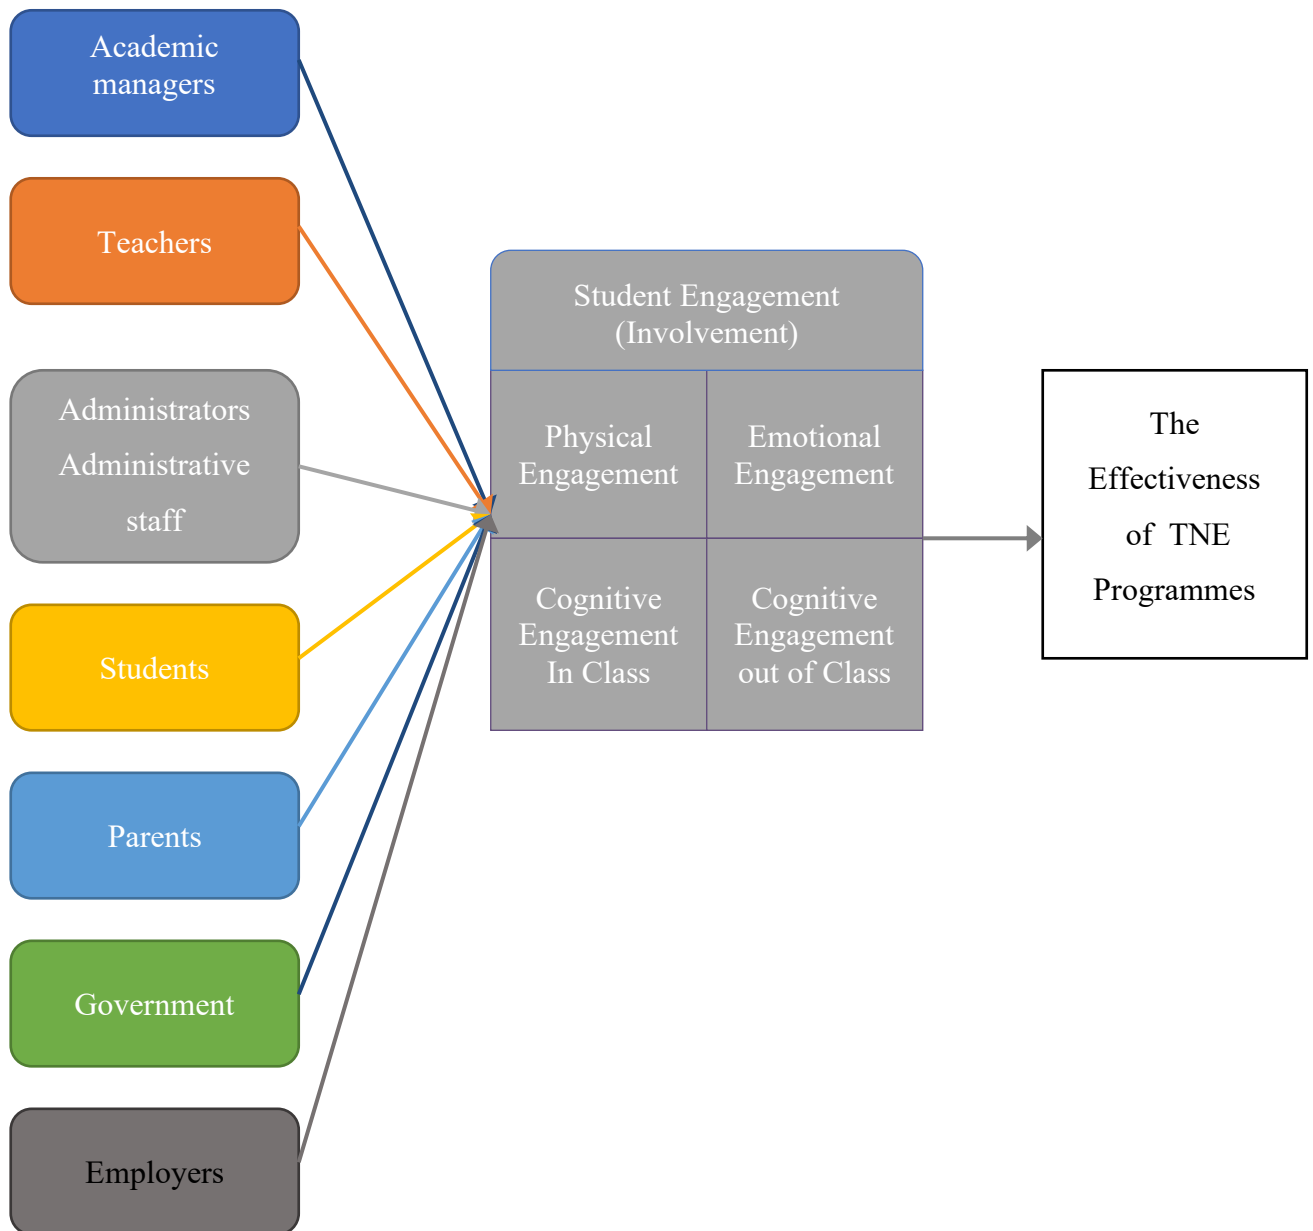 Academic
managers
Teachers
Administrators
Administrative
staff
Students
Parents
Government
Employers
Student Engagement
(Involvement)
Physical
Engagement
Emotional
Engagement
Cognitive
Engagement
In Class
Cognitive
Engagement
out of Class
The
Effectiveness
of TNE
Programmes